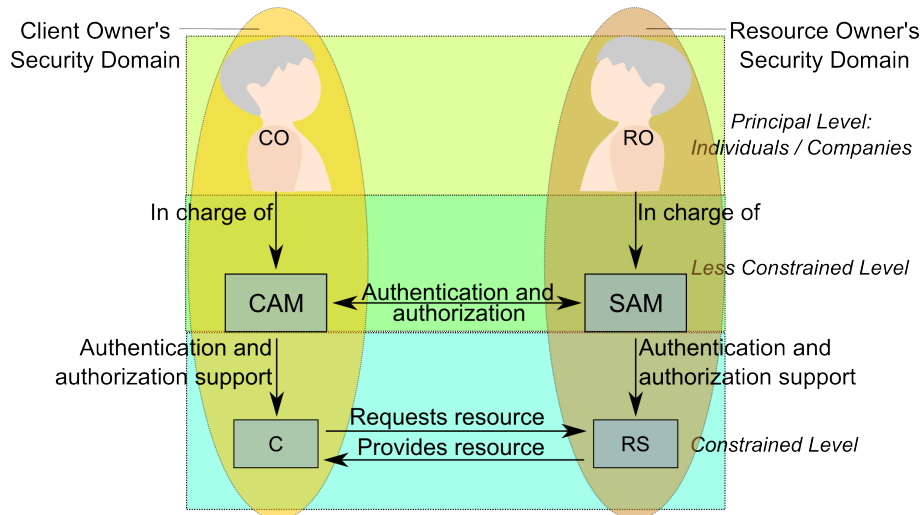 Client Owner's
Security Domain
Resource Owner's
Security Domain
CO
RO
Principal Level:
Individuals / Companies
In charge of
In charge of
Less Constrained Level
CAM
Authentication and
authorization
SAM
Authentication and
authorization support
Authentication and
authorization support
C
Requests resource
Provides resource
RS
Constrained Level